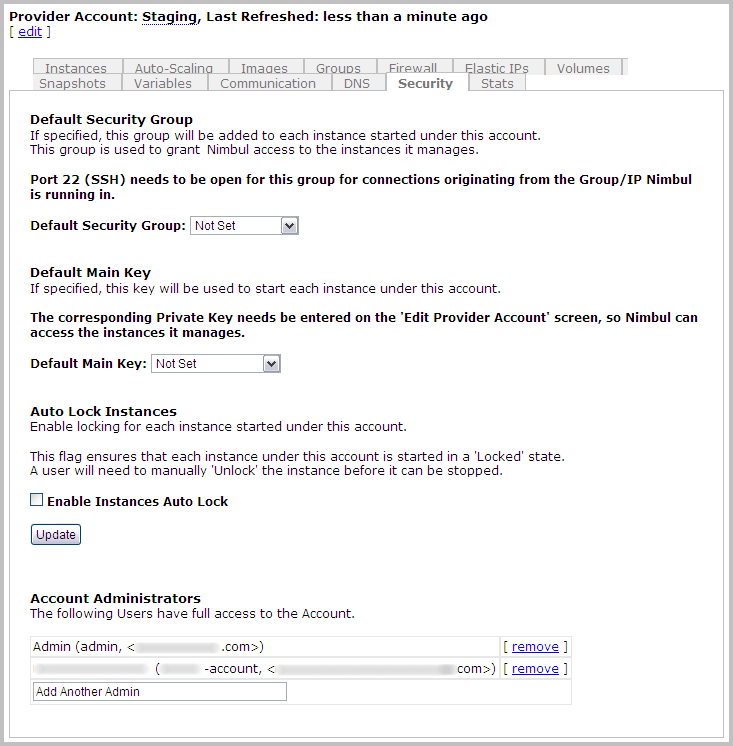 Provider Account: Staging, Last Refreshed: less than a minute ago
[ edit ]
Instances Auto-Scaling Images Groups Firewall Elastic IPs Volumes
Snapshots Variables Communication DNS Security Stats
Default Security Group
If specified, this group will be added to each instance started under this account.
This group is used to grant Nimbul access to the instances it manages.
Port 22 (SSH) needs to be open for this group for connections originating from the Group/IP Nimbul
is running in.
Default Security Group: Not Set
Default Main Key
If specified, this key will be used to start each instance under this account.
The corresponding Private Key needs be entered on the 'Edit Provider Account' screen, so Nimbul can
access the instances it manages.
Default Main Key: Not Set
Auto Lock Instances
Enable locking for each instance started under this account.
This flag ensures that each instance under this account is started in a 'Locked' state.
A user will need to manually 'Unlock' the instance before it can be stopped.
Enable Instances Auto Lock
Update
Account Administrators
The following Users have full access to the Account.
Admin (admin, < .com>) [ remove ]
( -account, < com>) [ remove ]
Add Another Admin